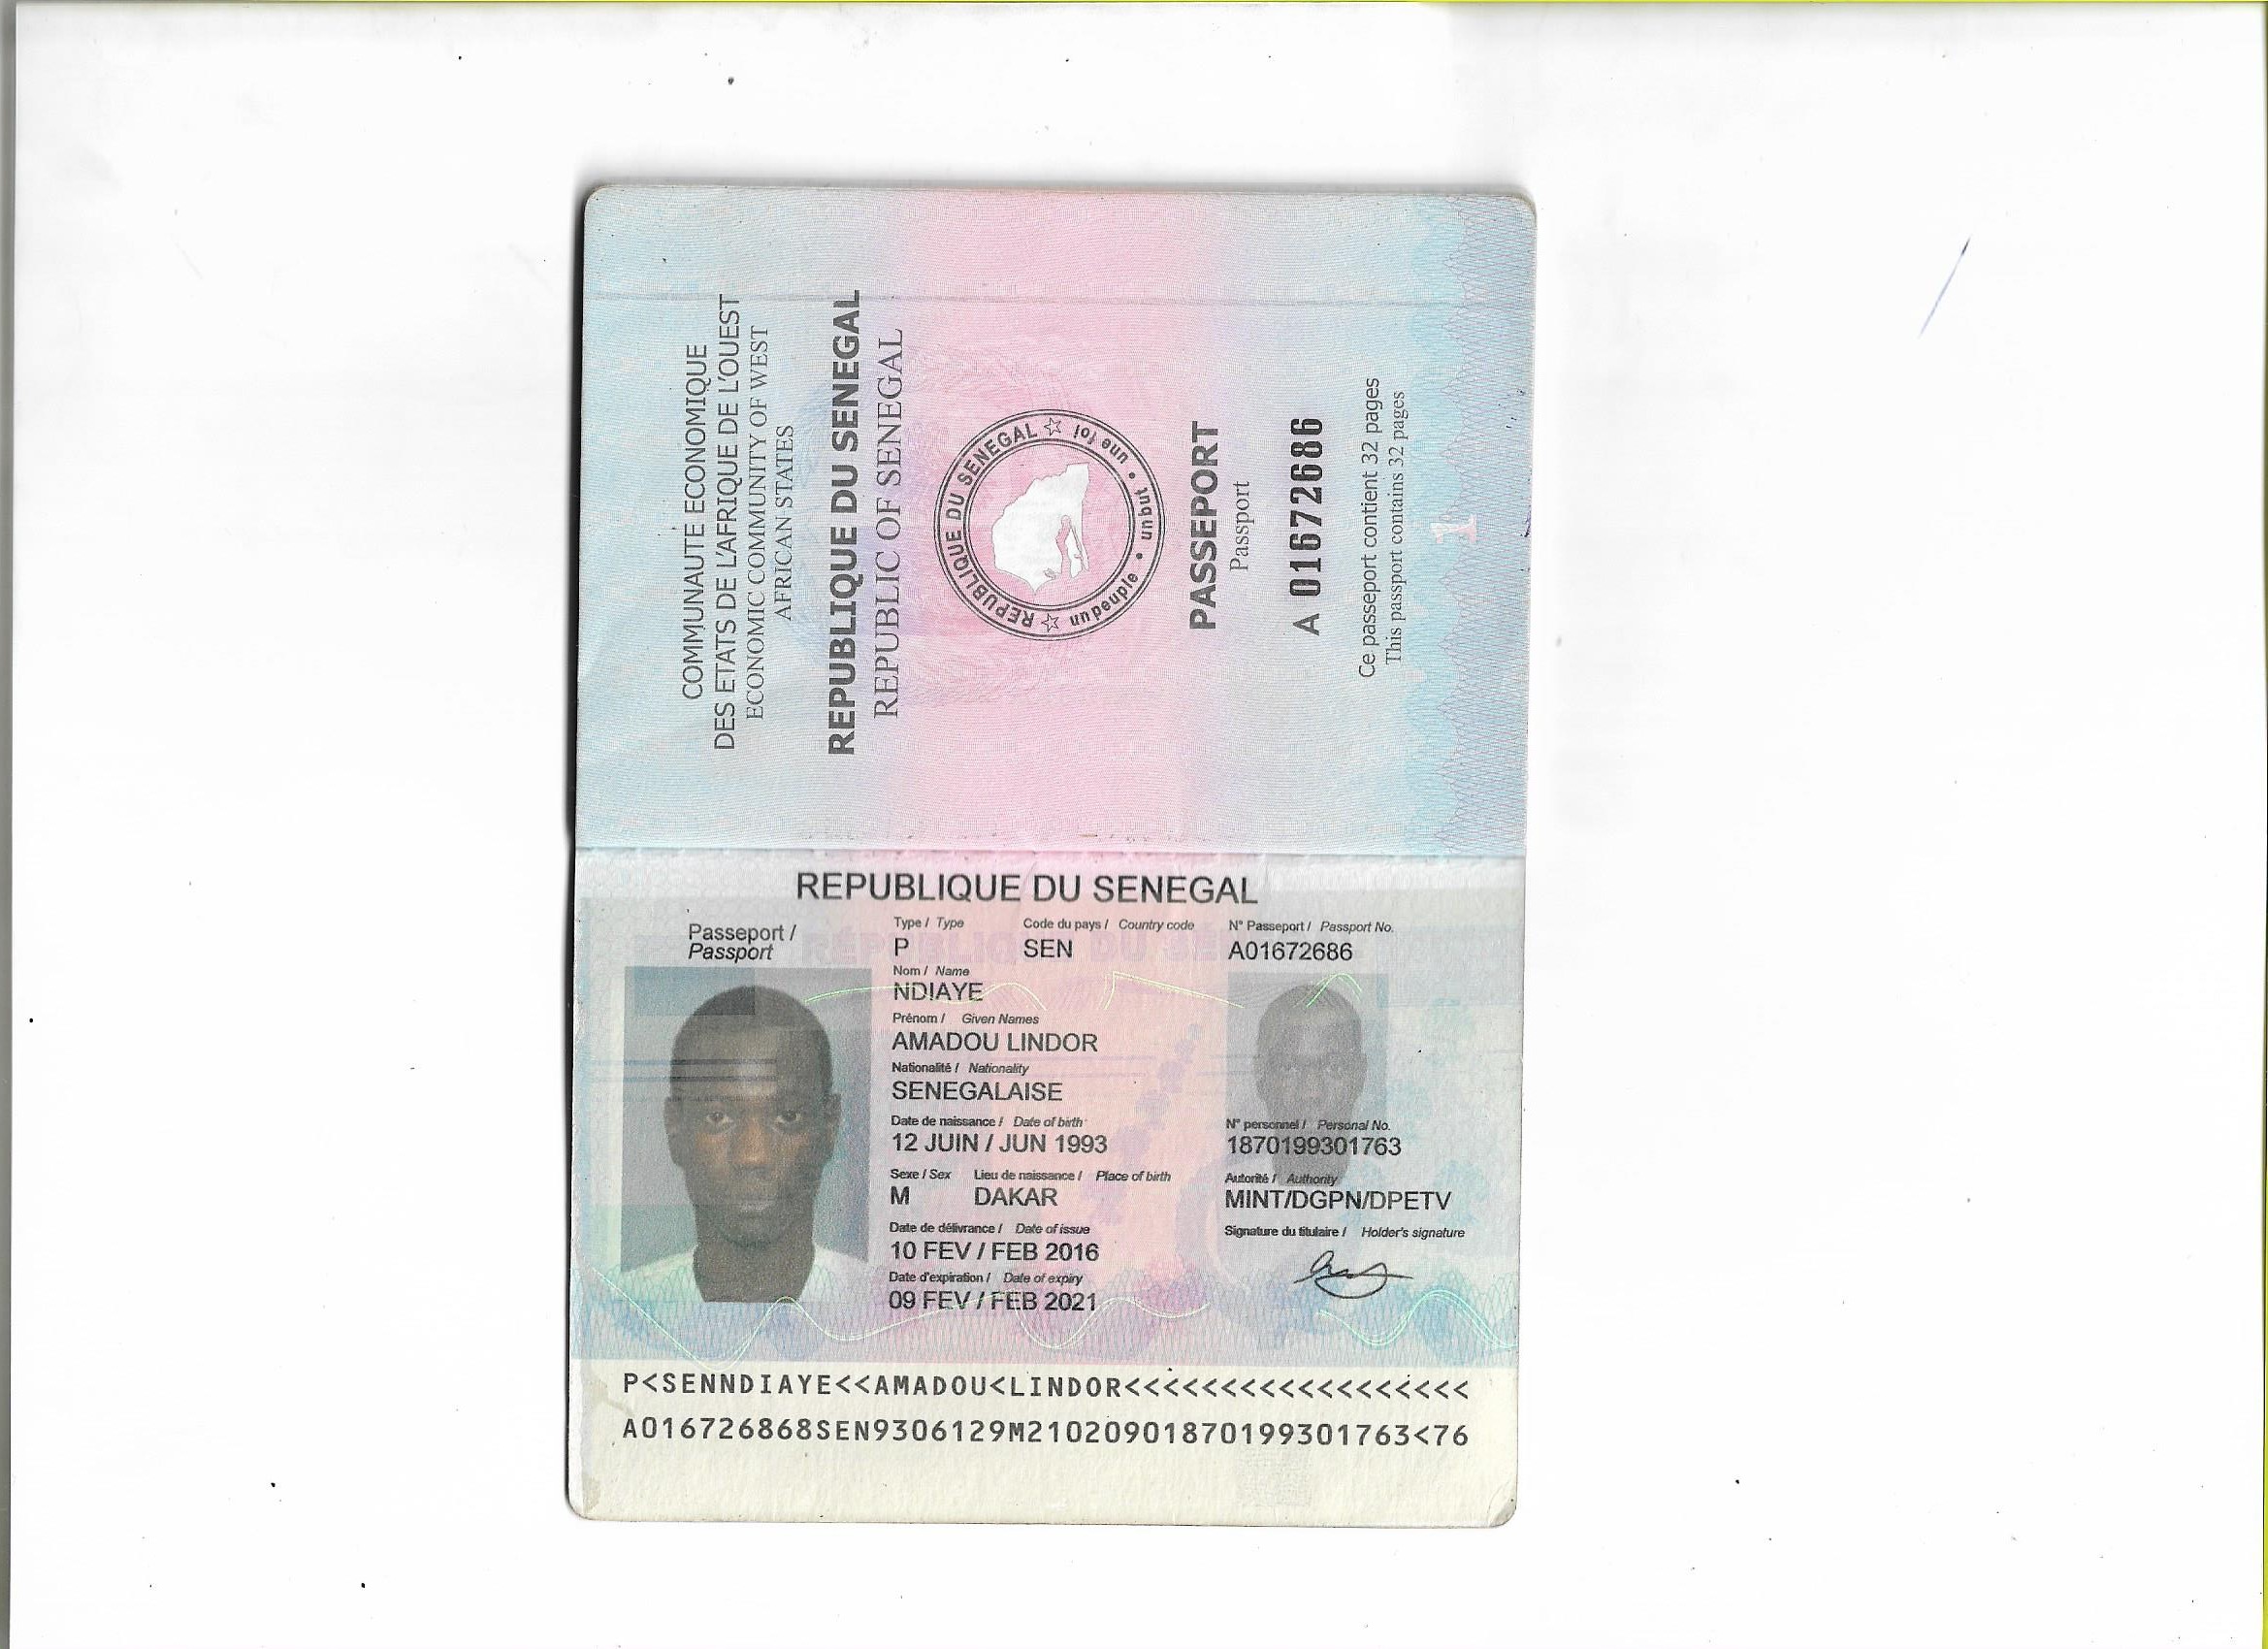 COMMUNAUTÉ ECONOMIQUE
DES ETATS DE L'AFRIQUE DE L'OUEST
ECONOMIC COMMUNITY OF WEST
AFRICAN STATES
REPUBLIQUE DU SENEGAL
REPUBLIC OF SENEGAL
REPUBLIQUE DU SENEGAL
un peuple • un but • une foi
PASSEPORT
Passport
A 01672686
Ce passeport contient 32 pages
This passport contains 32 pages
1
REPUBLIQUE DU SENEGAL
Passeport / Passport
Type / Type
Code du pays / Country code
N° Passeport / Passport No.
P
SEN
A01672686
Nom / Name
NDIAYE
Prénom / Given Names
AMADOU LINDOR
Nationalité / Nationality
SENEGALAISE
Date de naissance / Date of birth
12 JUIN / JUN 1993
N° personnel / Personal No.
1870199301763
Sexe / Sex
Lieu de naissance / Place of birth
M
DAKAR
Autorité / Authority
MINT/DGPN/DPETV
Date de délivrance / Date of issue
10 FEV / FEB 2016
Signature du titulaire / Holder's signature
Date d'expiration / Date of expiry
09 FEV / FEB 2021
P<SENNDIAYE<<AMADOU<LINDOR<<<<<<<<<<<<<<<<<<
A016726868SEN9306129M21020901870199301763<76